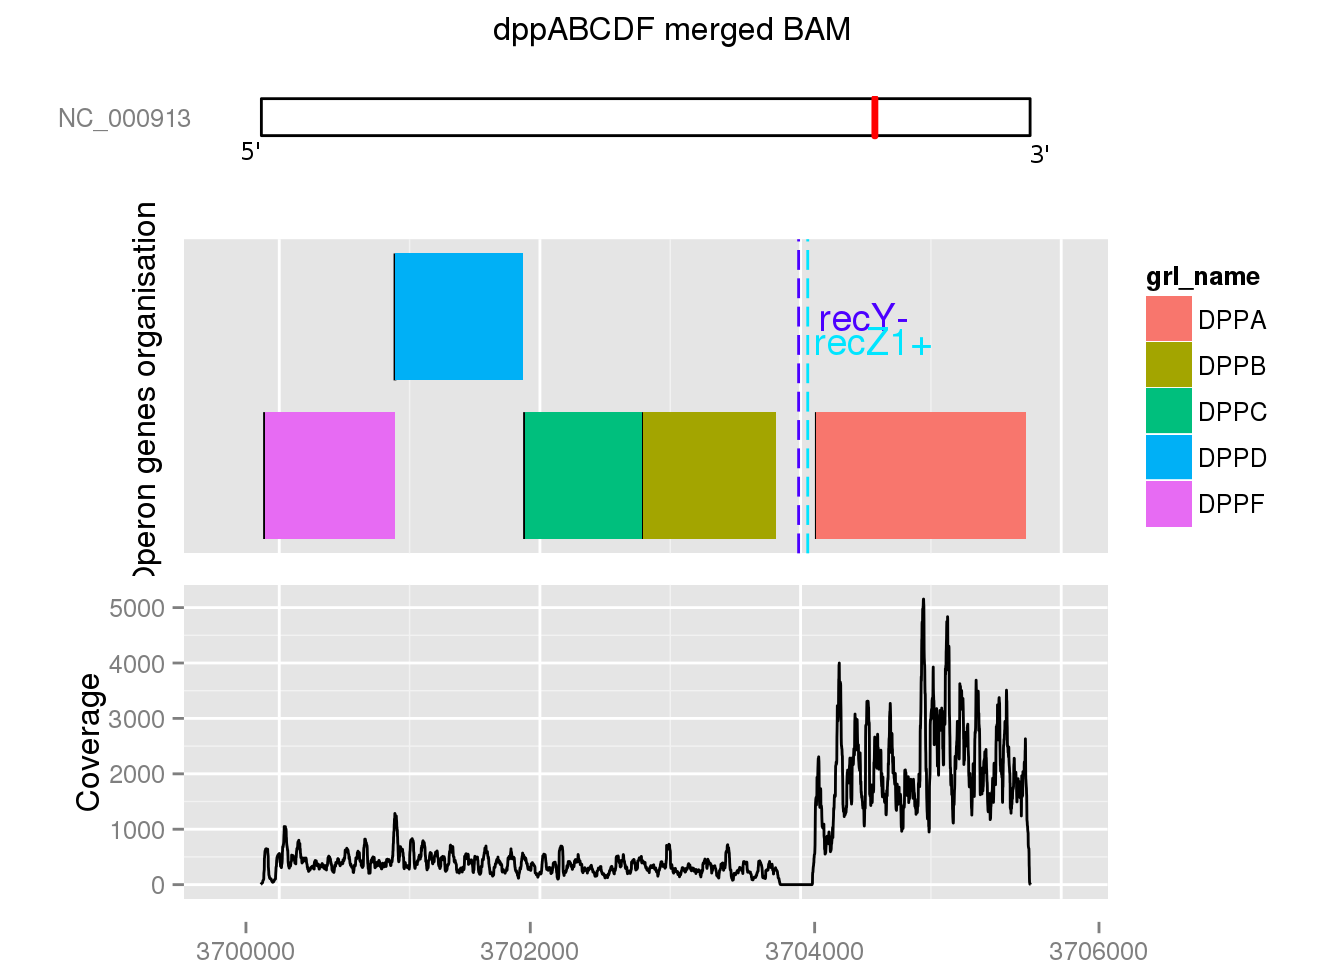 dppABCDF merged BAM
NC_000913
5'
3'
operon genes organisation
recY-
recZ1+
grl_name
DPPA
DPPB
DPPC
DPPD
DPPF
Coverage
5000
4000
3000
2000
1000
0
3700000
3702000
3704000
3706000